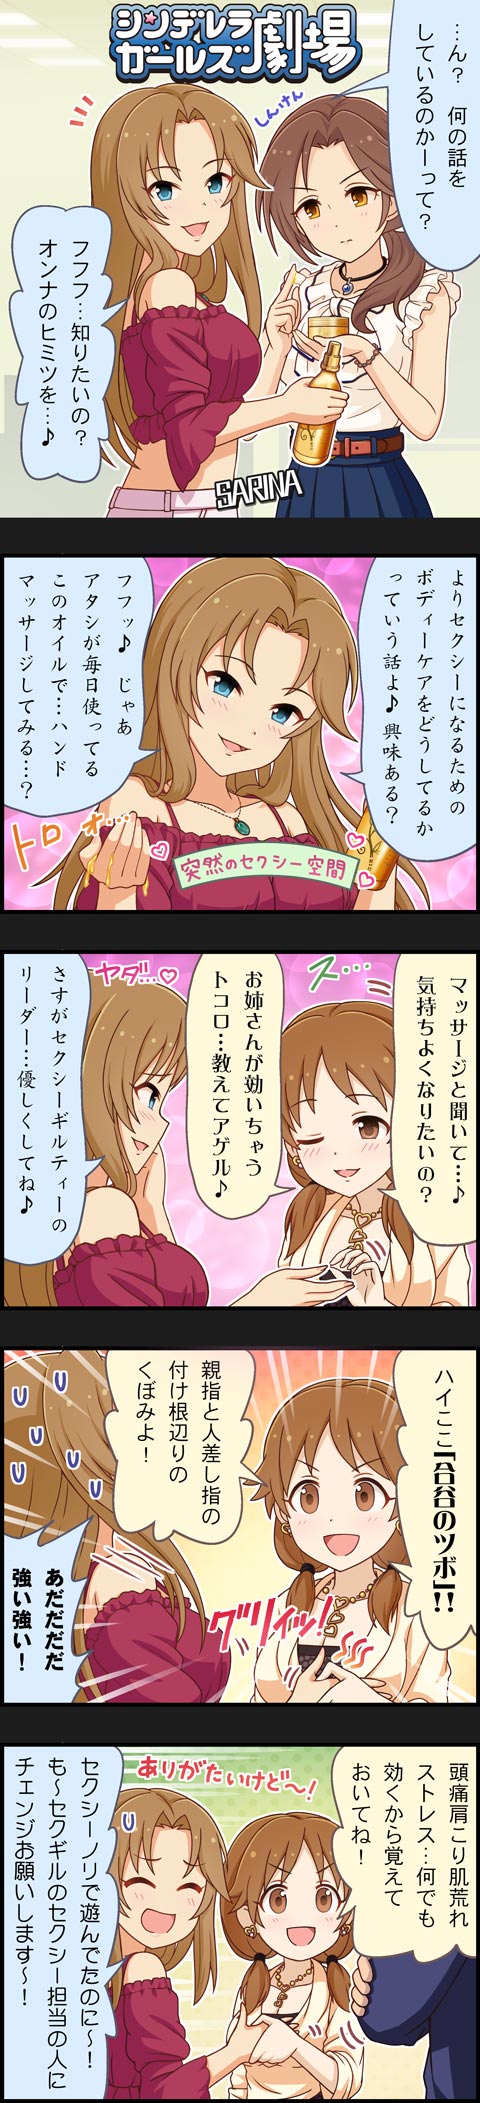 シンデレラ
ガールズ劇場
…ん?　何の話を
しているのかーって?
しんけん
フフフ…知りたいの?
オンナのヒミツを…♪
SARINA
よりセクシーになるための
ボディーケアをどうしてるか
っていう話よ♪ 興味ある?
フフッ♪　じゃあ
アタシが毎日使ってる
このオイルで…ハンド
マッサージしてみる…?
トロォ…
突然のセクシー空間
マッサージと聞いて…♪
気持ちよくなりたいの?
ス…
お姉さんが効いちゃう
トコロ…教えてアゲル♪
ヤダ…♡
さすがセクシーギルティーの
リーダー…優しくしてね♪
ハイここ『合谷のツボ』!!
親指と人差し指の
付け根辺りの
くぼみよ!
グリィッ!
あだだだだ
強い強い!
頭痛肩こり肌荒れ
ストレス…何でも
効くから覚えて
おいてね!
ありがたいけど〜!
セクシーノリで遊んでたのに〜!
も〜セクギルのセクシー担当の人に
チェンジお願いします〜!